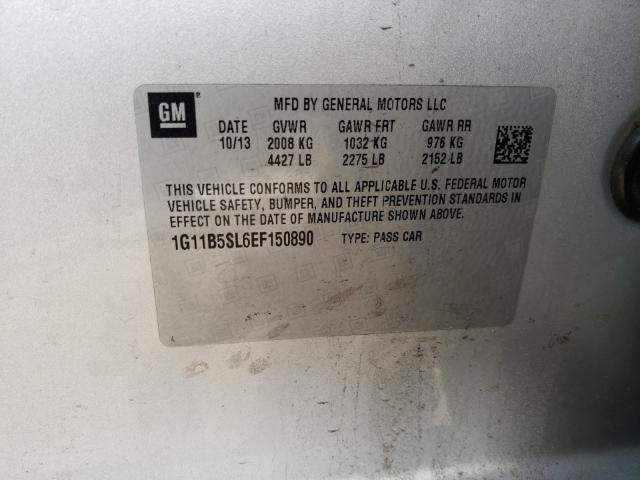 GM®
MFD BY GENERAL MOTORS LLC
DATE GVWR GAWR FRT GAWR RR
10/13 2008 KG 1032 KG 976 KG
4427 LB 2275 LB 2152 LB
THIS VEHICLE CONFORMS TO ALL APPLICABLE U.S. FEDERAL MOTOR
VEHICLE SAFETY, BUMPER, AND THEFT PREVENTION STANDARDS IN
EFFECT ON THE DATE OF MANUFACTURE SHOWN ABOVE.
1G11B5SL6EF150890 TYPE: PASS CAR